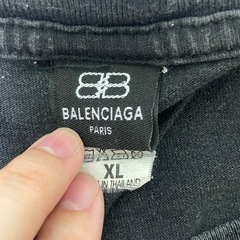 BALENCIAGA
PARIS
XL
IN THAILAND